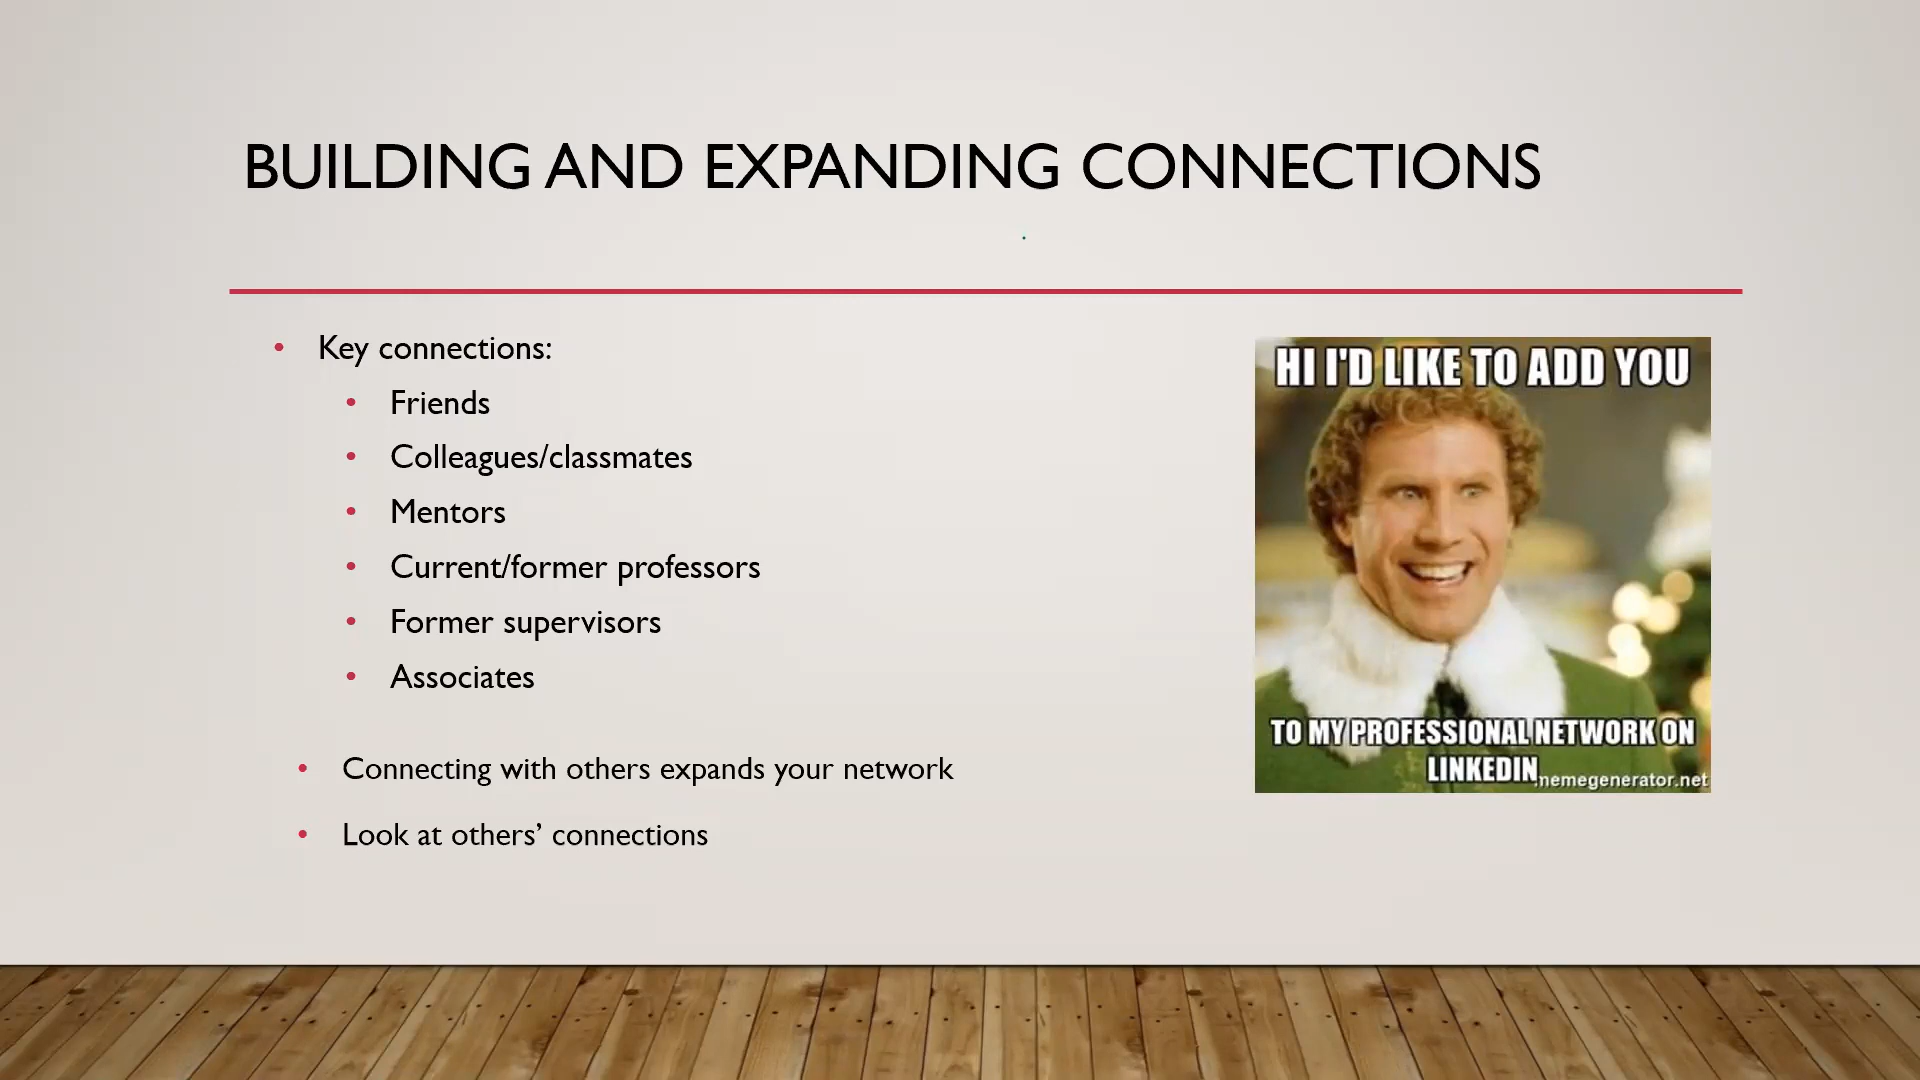 BUILDING AND EXPANDING CONNECTIONS
• Key connections:
• Friends
• Colleagues/classmates
• Mentors
• Current/former professors
• Former supervisors
• Associates
• Connecting with others expands your network
• Look at others’ connections
HI I'D LIKE TO ADD YOU
TO MY PROFESSIONAL NETWORK ON
LINKEDIN
memegenerator.net